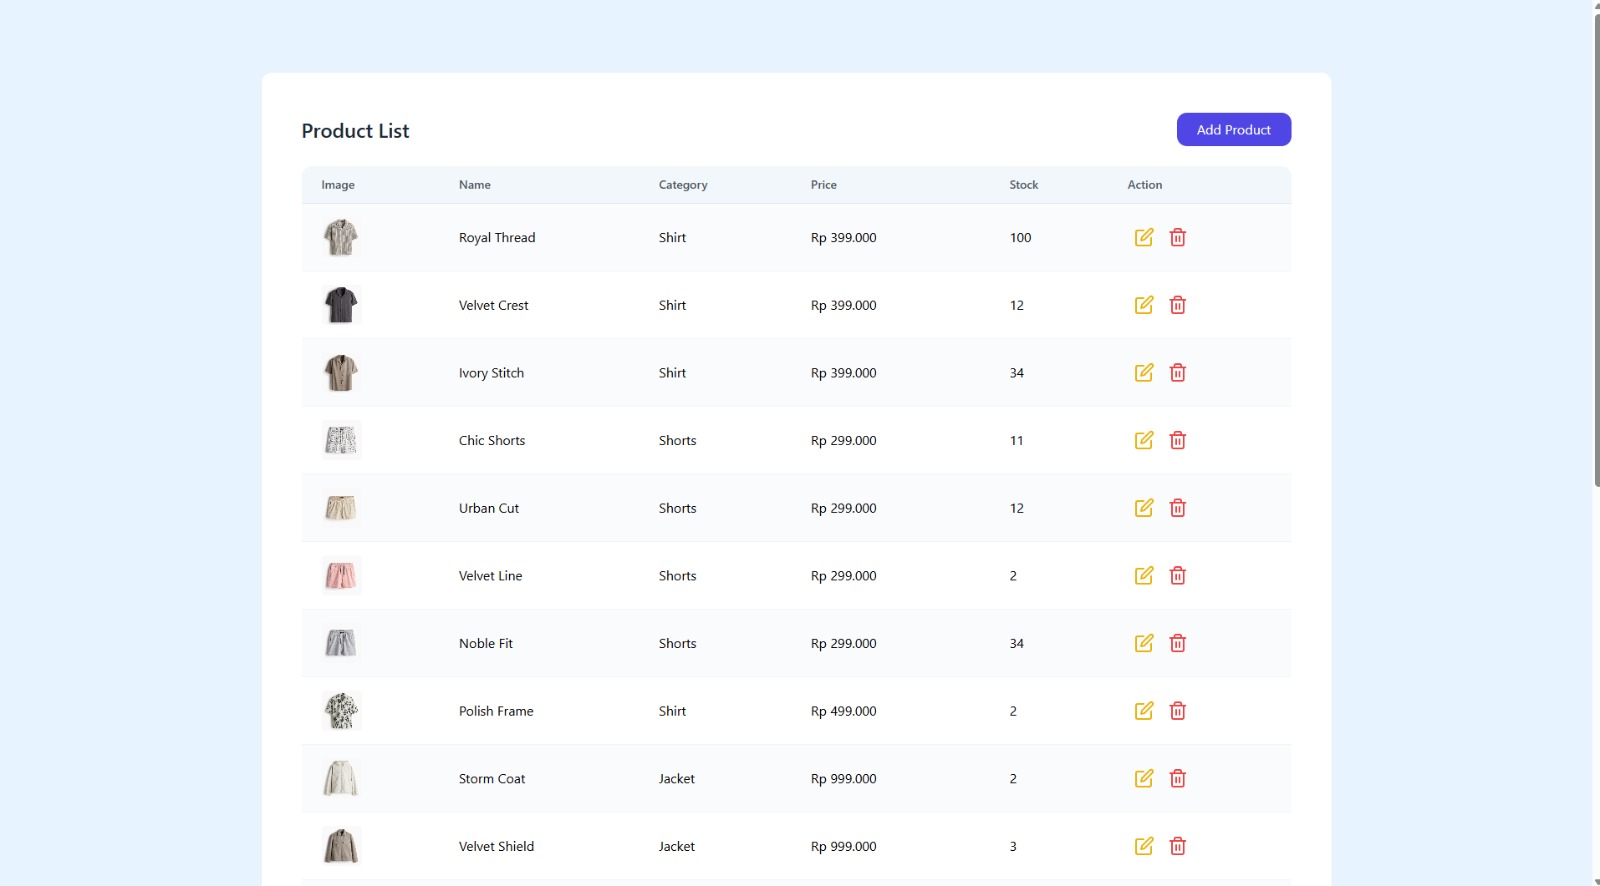 Product List
Add Product
Image Name Category Price Stock Action
Royal Thread Shirt Rp 399.000 100
Velvet Crest Shirt Rp 399.000 12
Ivory Stitch Shirt Rp 399.000 34
Chic Shorts Shorts Rp 299.000 11
Urban Cut Shorts Rp 299.000 12
Velvet Line Shorts Rp 299.000 2
Noble Fit Shorts Rp 299.000 34
Polish Frame Shirt Rp 499.000 2
Storm Coat Jacket Rp 999.000 2
Velvet Shield Jacket Rp 999.000 3